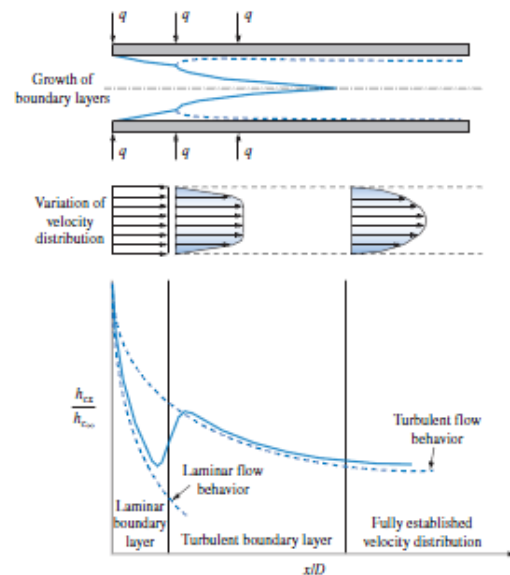 q q q
Growth of
boundary layers
q q q
Variation of
velocity
distribution
h_cx
h_c∞
Turbulent flow
behavior
Laminar flow
behavior
Laminar
boundary
layer
Turbulent boundary layer
Fully established
velocity distribution
x/D